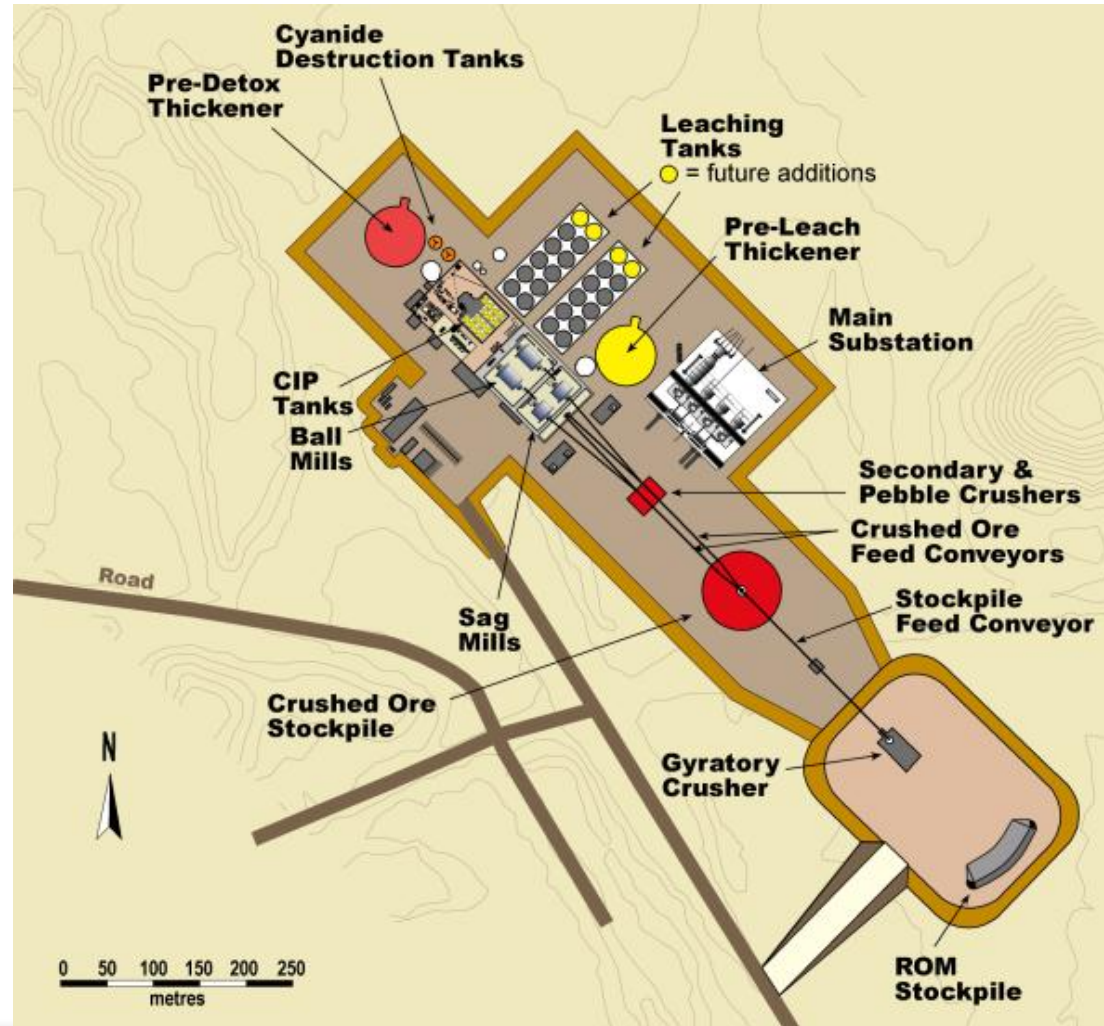 Cyanide
Destruction Tanks
Pre-Detox
Thickener
Leaching
Tanks
= future additions
Pre-Leach
Thickener
Main
Substation
CIP
Tanks
Ball
Mills
Secondary &
Pebble Crushers
Crushed Ore
Feed Conveyors
Road
Sag
Mills
Stockpile
Feed Conveyor
Crushed Ore
Stockpile
N
Gyratory
Crusher
ROM
Stockpile
0 50 100 150 200 250
metres